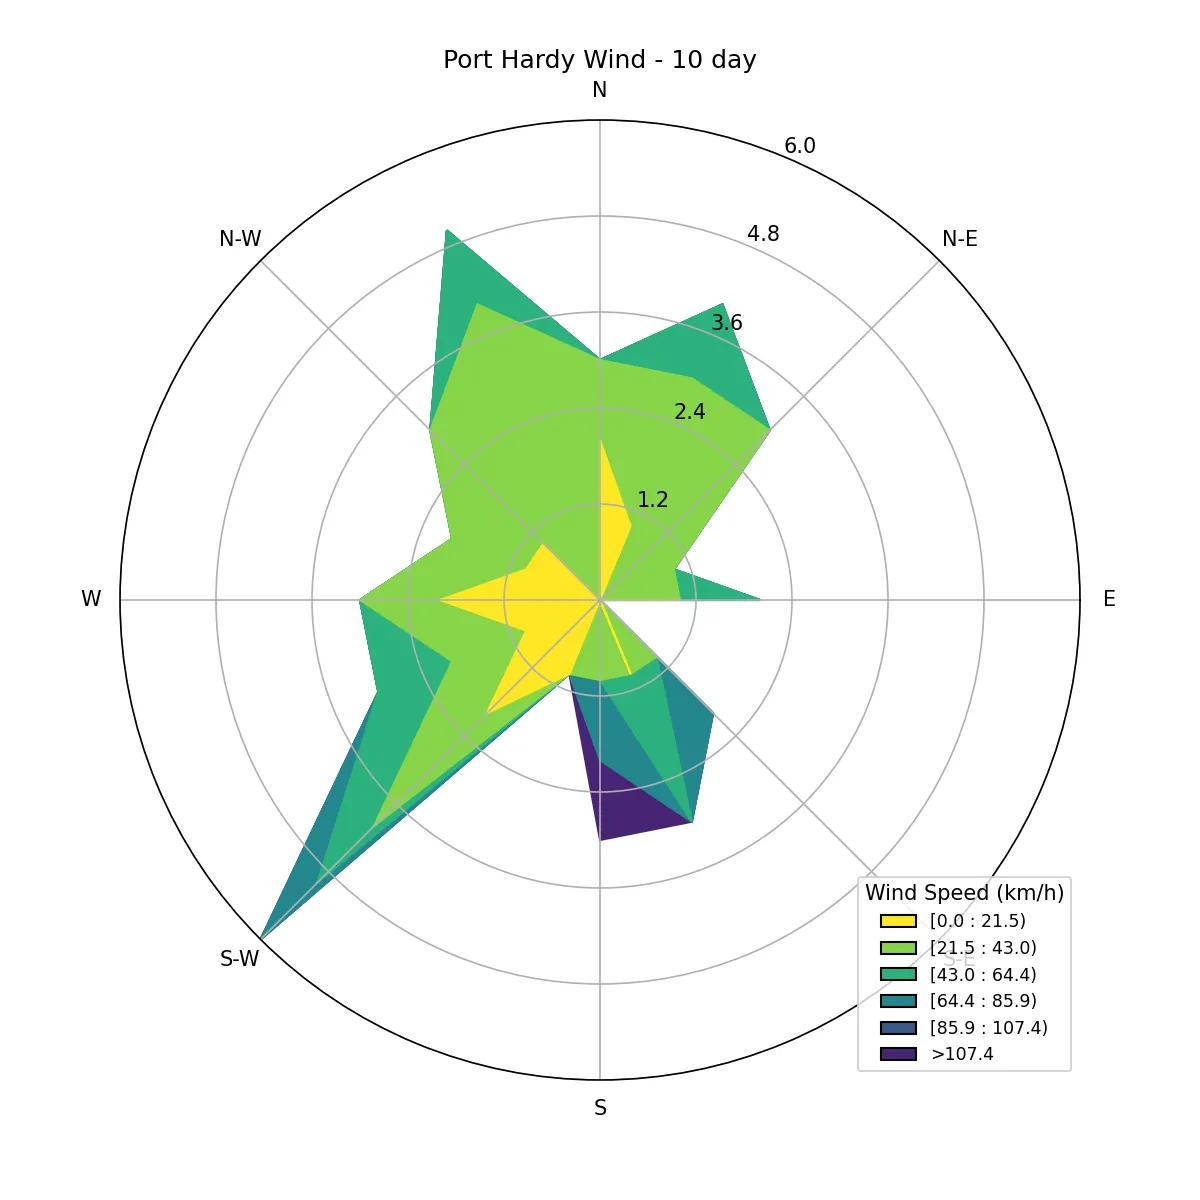 Port Hardy Wind - 10 day
N
6.0
N-W
4.8
N-E
3.6
2.4
1.2
W
E
S-W
S-E
Wind Speed (km/h)
[0.0 : 21.5)
[21.5 : 43.0)
[43.0 : 64.4)
[64.4 : 85.9)
[85.9 : 107.4)
>107.4
S